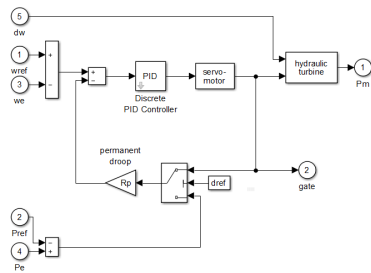 5
dw
1
wref
3
we
+
−
+
−
PID
Discrete
PID Controller
servo-
motor
hydraulic
turbine
1
Pm
permanent
droop
Rp
dref
2
gate
2
Pref
4
Pe
−
+